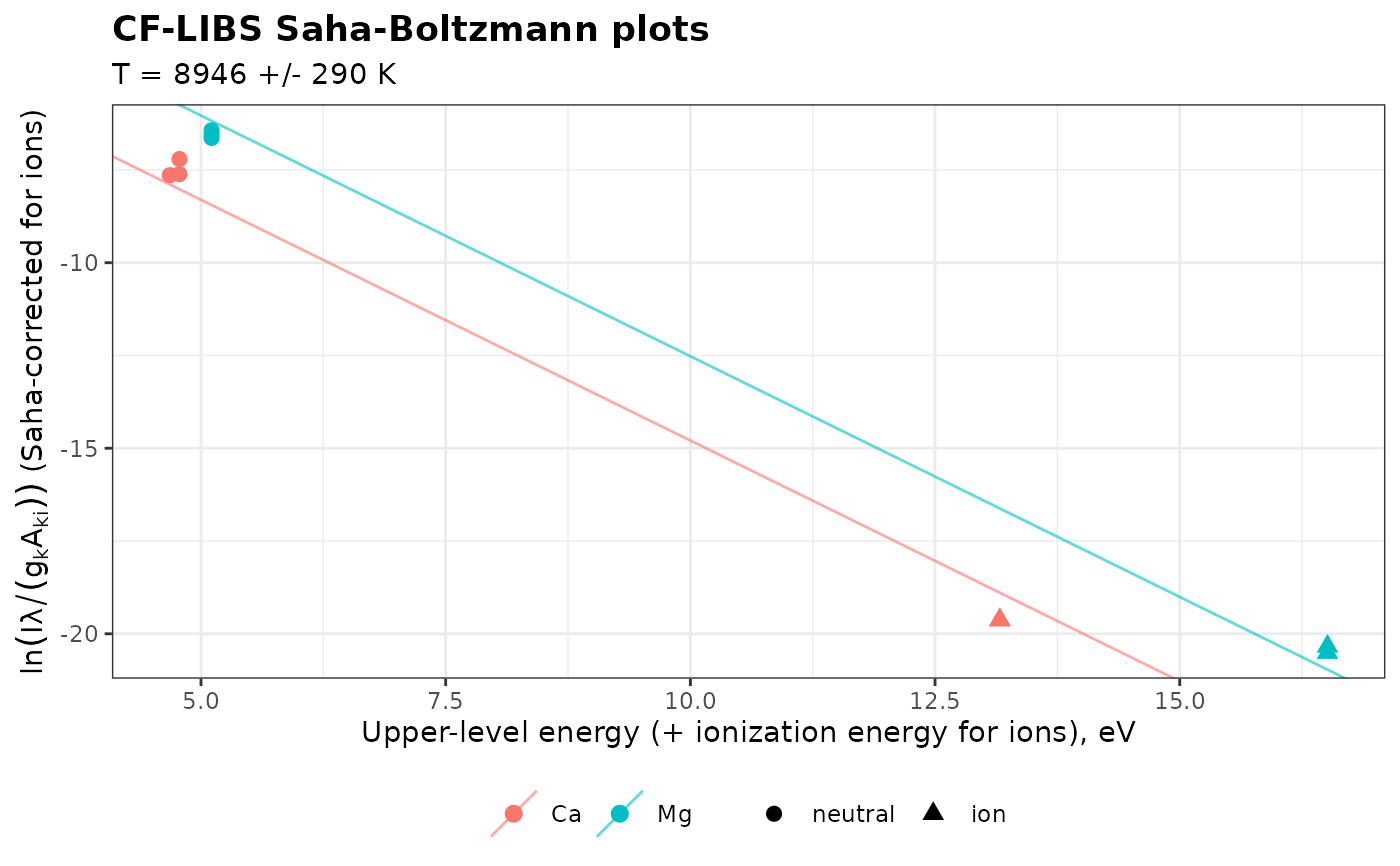 CF-LIBS Saha-Boltzmann plots
T = 8946 +/- 290 K
ln(Iλ/(gkAki)) (Saha-corrected for ions)
-10
-15
-20
5.0 7.5 10.0 12.5 15.0
Upper-level energy (+ ionization energy for ions), eV
Ca Mg neutral ion